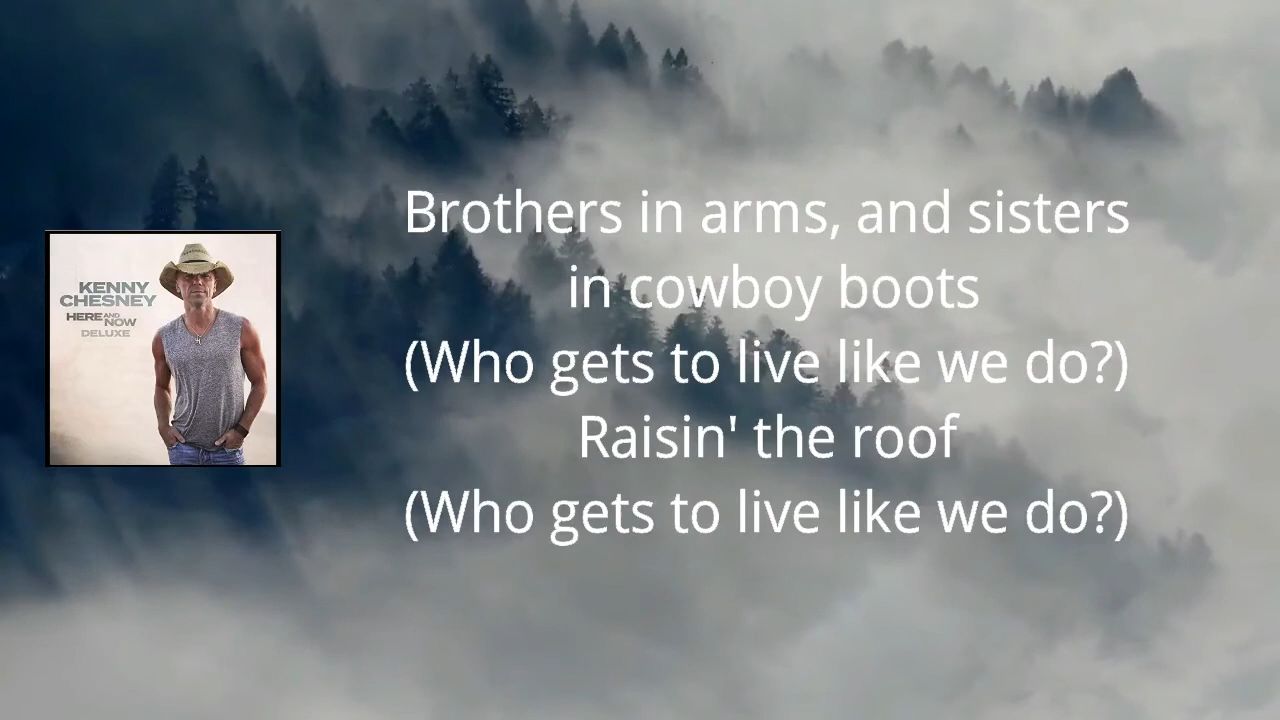 KENNY
CHESNEY
HERE AND NOW
DELUXE
Brothers in arms, and sisters
in cowboy boots
(Who gets to live like we do?)
Raisin' the roof
(Who gets to live like we do?)